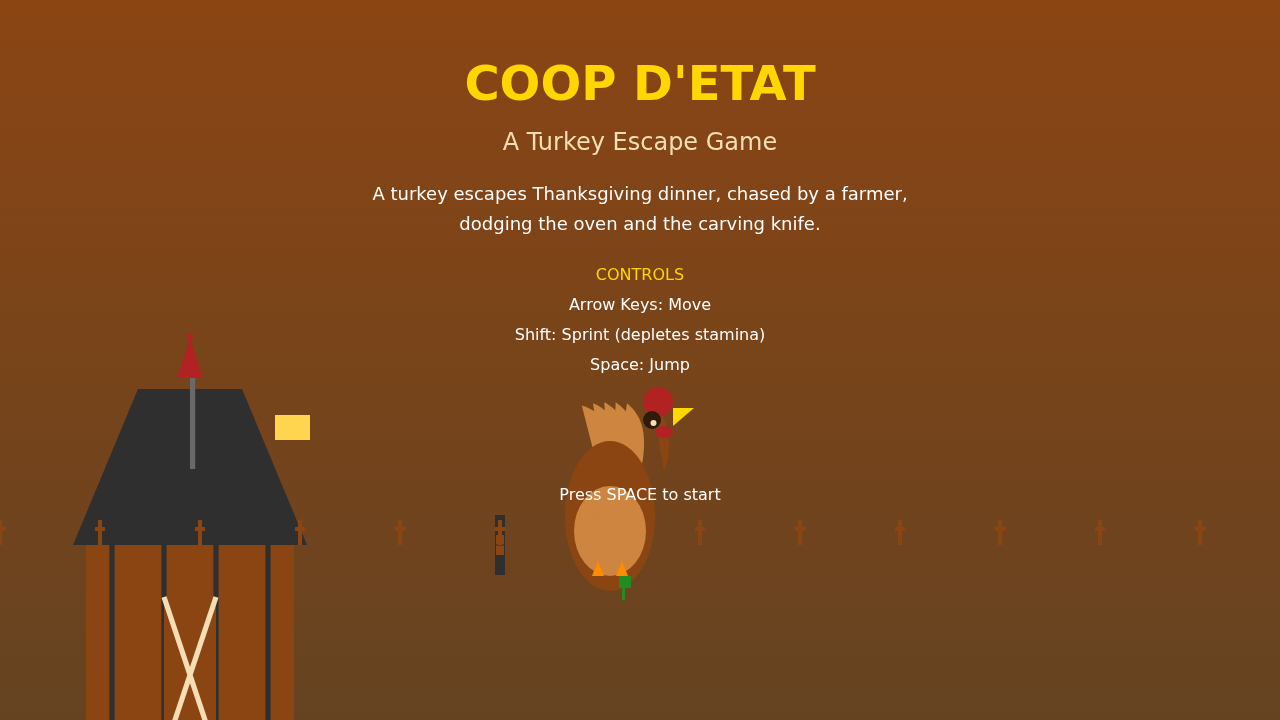 COOP D'ETAT
A Turkey Escape Game
A turkey escapes Thanksgiving dinner, chased by a farmer,
dodging the oven and the carving knife.
CONTROLS
Arrow Keys: Move
Shift: Sprint (depletes stamina)
Space: Jump
Press SPACE to start